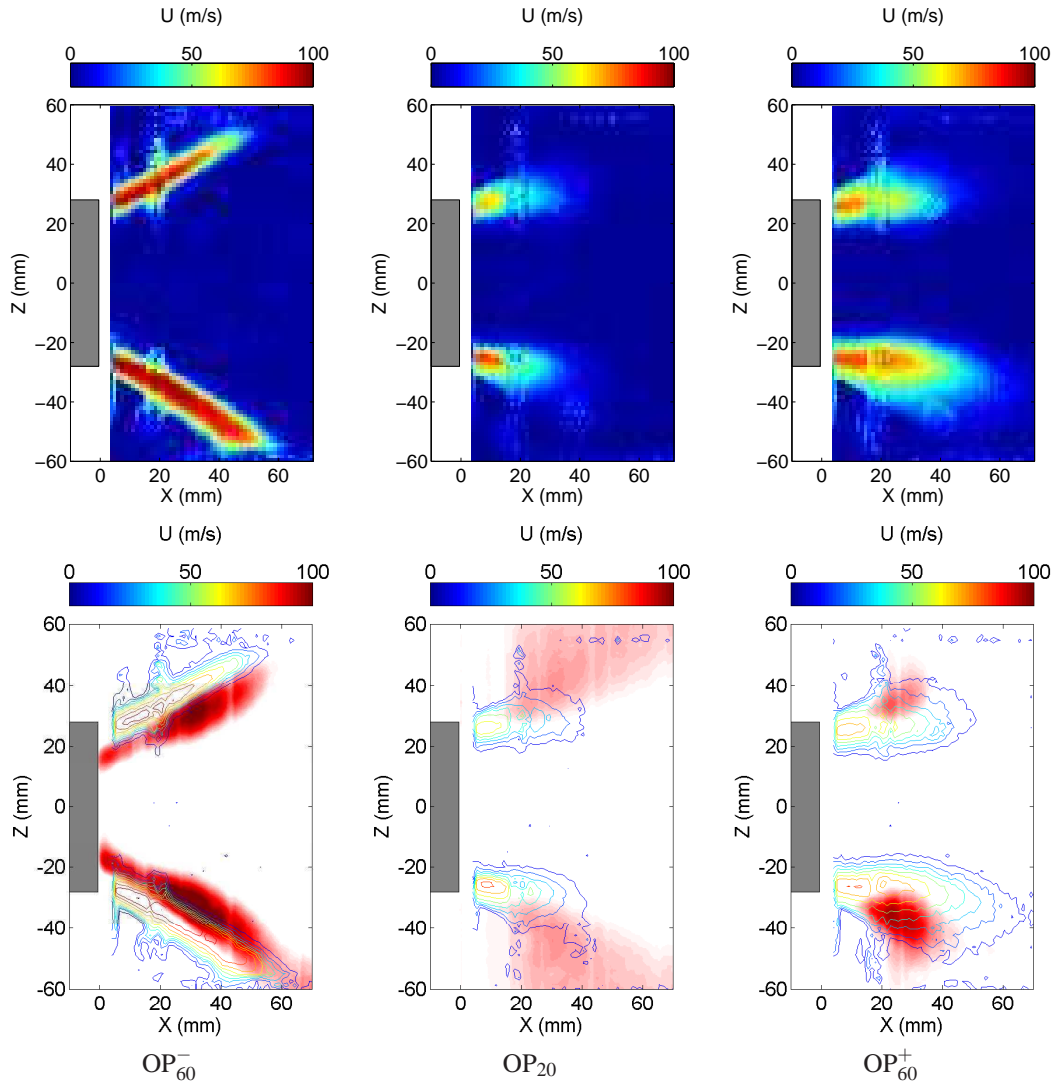 U (m/s) U (m/s) U (m/s)
0 50 100 0 50 100 0 50 100
60 60 60
40 40 40
20 20 20
Z (mm) 0 Z (mm) 0 Z (mm) 0
−20 −20 −20
−40 −40 −40
−60 −60 −60
0 20 40 60 0 20 40 60 0 20 40 60
X (mm) X (mm) X (mm)
U (m/s) U (m/s) U (m/s)
0 50 100 0 50 100 0 50 100
60 60 60
40 40 40
20 20 20
Z (mm) 0 Z (mm) 0 Z (mm) 0
-20 -20 -20
-40 -40 -40
-60 -60 -60
0 20 40 60 0 20 40 60 0 20 40 60
X (mm) X (mm) X (mm)
OP₆₀⁻ OP₂₀ OP₆₀⁺